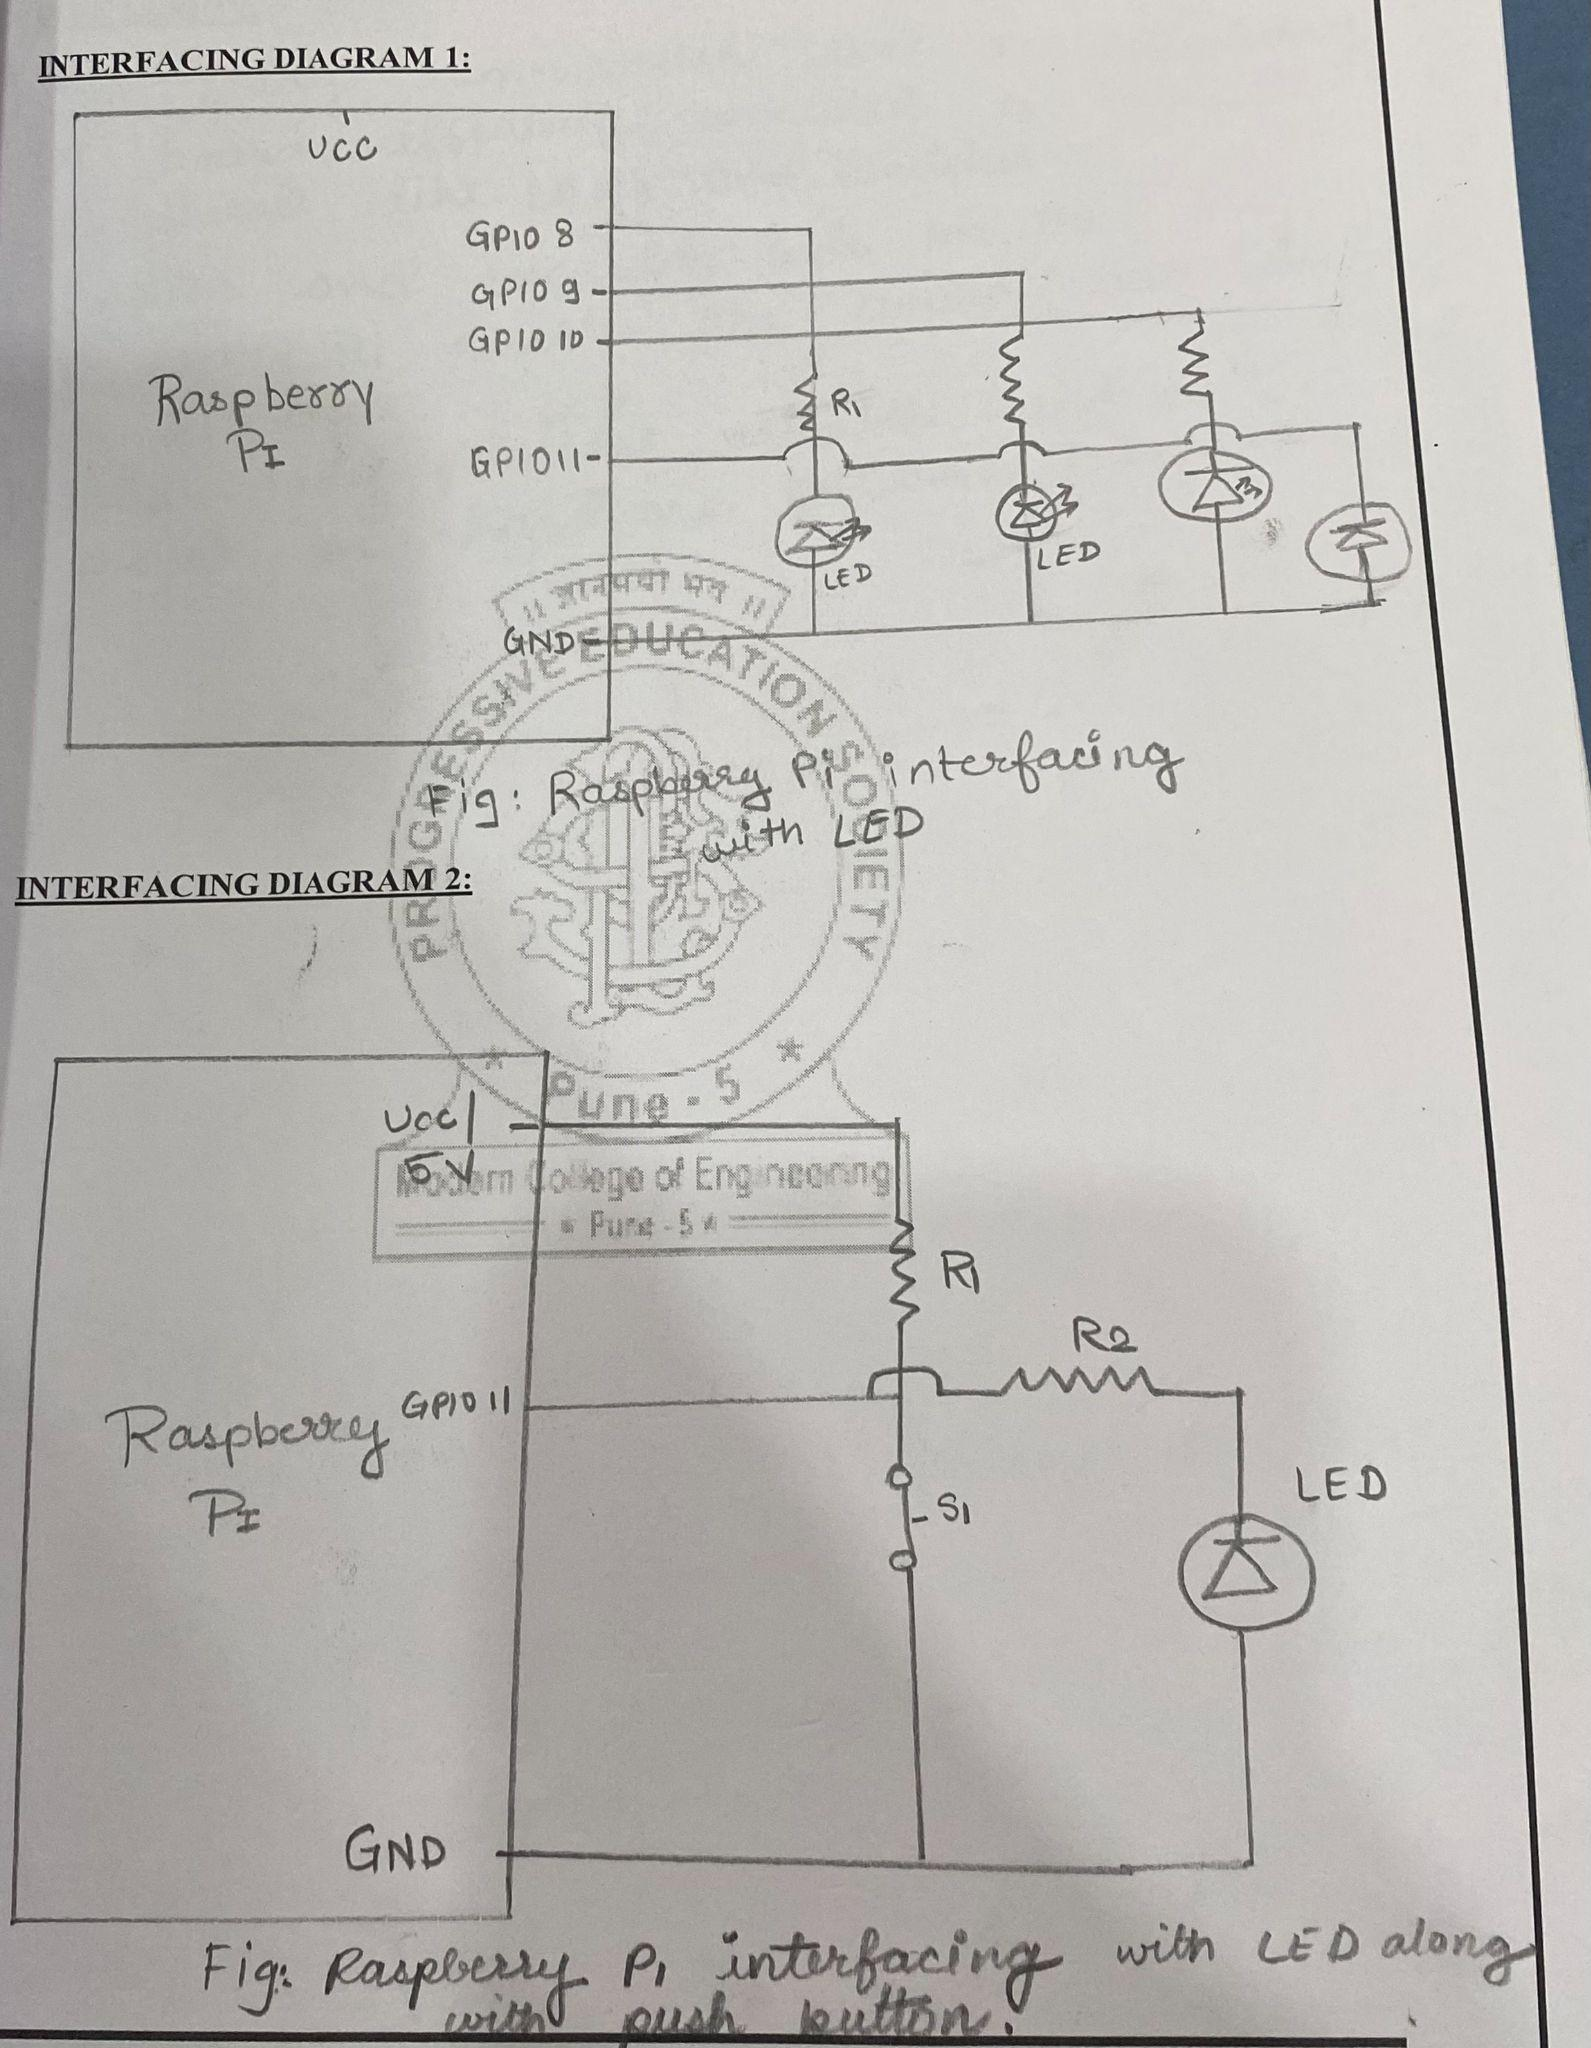 INTERFACING DIAGRAM 1:
VCC
GPIO 8
GPIO 9
GPIO 10
Raspberry
PI
R1
GPIO11
LED
LED
|| ज्ञानमयो भव ||
GND
PROGRESSIVE EDUCATION SOCIETY
Fig: Raspberry Pi interfacing
with LED
INTERFACING DIAGRAM 2:
* Pune - 5 *
Vcc/
5V
Modern College of Engineering
* Pune - 5 *
R1
R2
GPIO 11
Raspberry
PI
LED
S1
GND
Fig: Raspberry Pi interfacing with LED along
with push button.